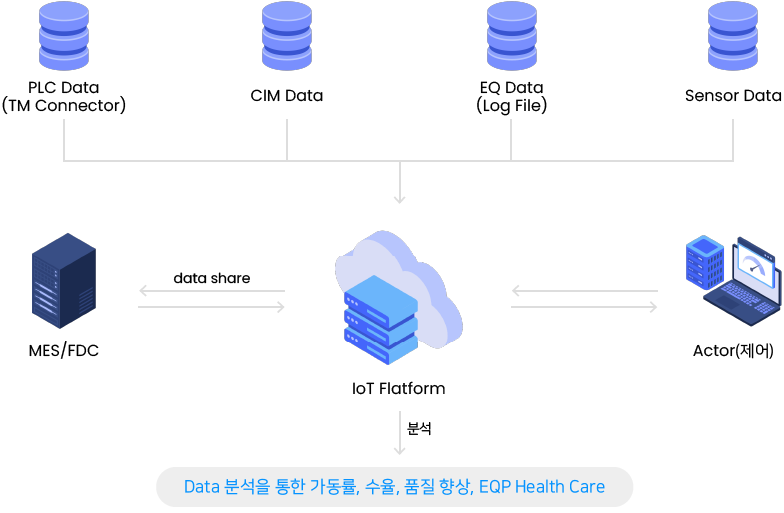 PLC Data
(TM Connector)
CIM Data
EQ Data
(Log File)
Sensor Data
data share
MES/FDC
IoT Flatform
Actor(제어)
분석
Data 분석을 통한 가동률, 수율, 품질 향상, EQP Health Care